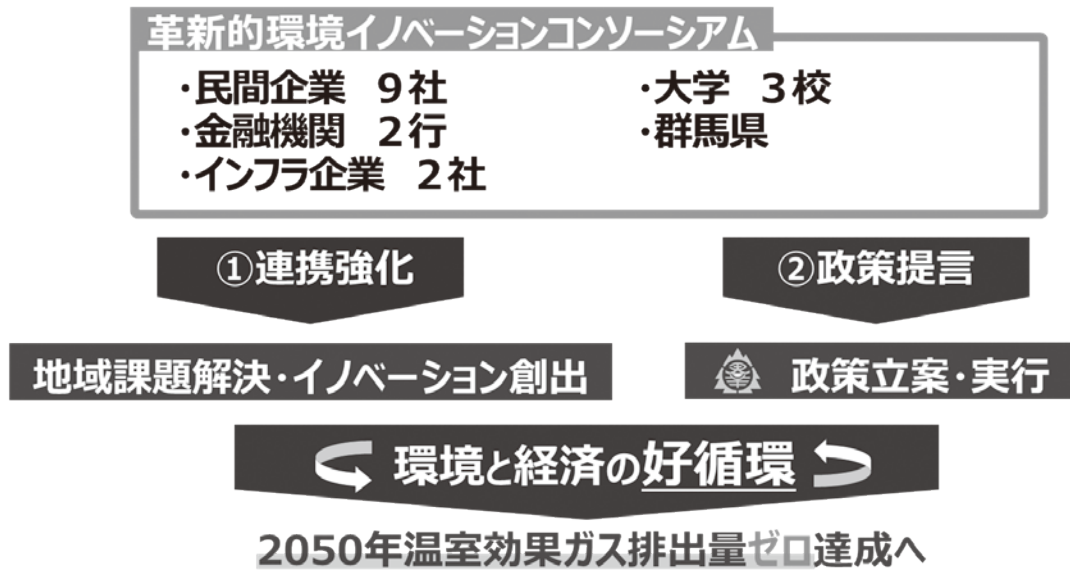 革新的環境イノベーションコンソーシアム
・民間企業　9社
・金融機関　2行
・インフラ企業　2社
・大学　3校
・群馬県
①連携強化
②政策提言
地域課題解決・イノベーション創出
政策立案・実行
環境と経済の好循環
2050年温室効果ガス排出量ゼロ達成へ